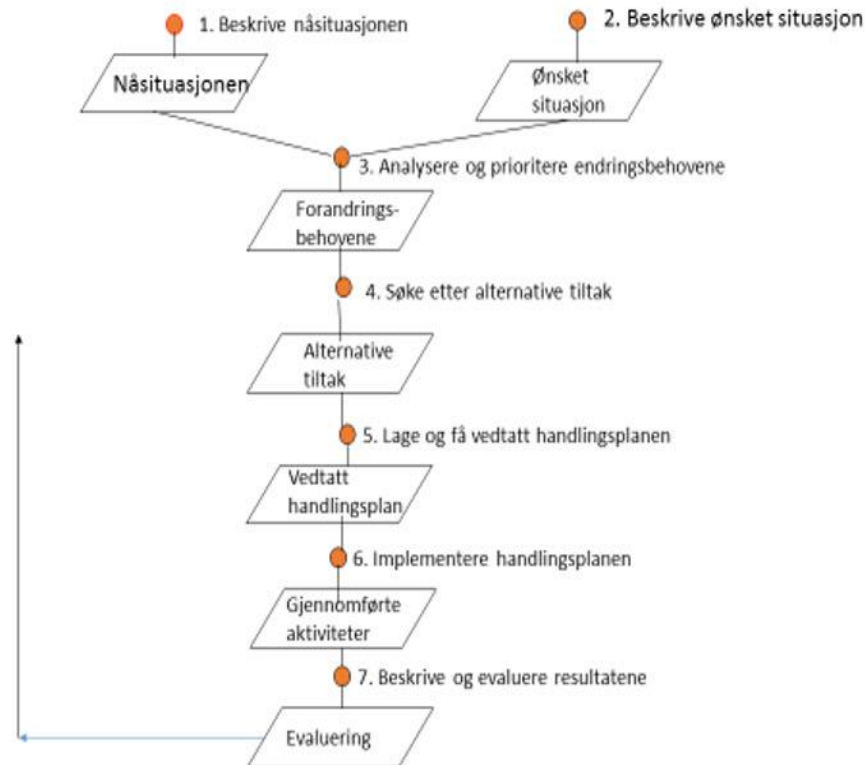 1. Beskrive nåsituasjonen
2. Beskrive ønsket situasjon
Nåsituasjonen
Ønsket
situasjon
3. Analysere og prioritere endringsbehovene
Forandrings-
behovene
4. Søke etter alternative tiltak
Alternative
tiltak
5. Lage og få vedtatt handlingsplanen
Vedtatt
handlingsplan
6. Implementere handlingsplanen
Gjennomførte
aktiviteter
7. Beskrive og evaluere resultatene
Evaluering